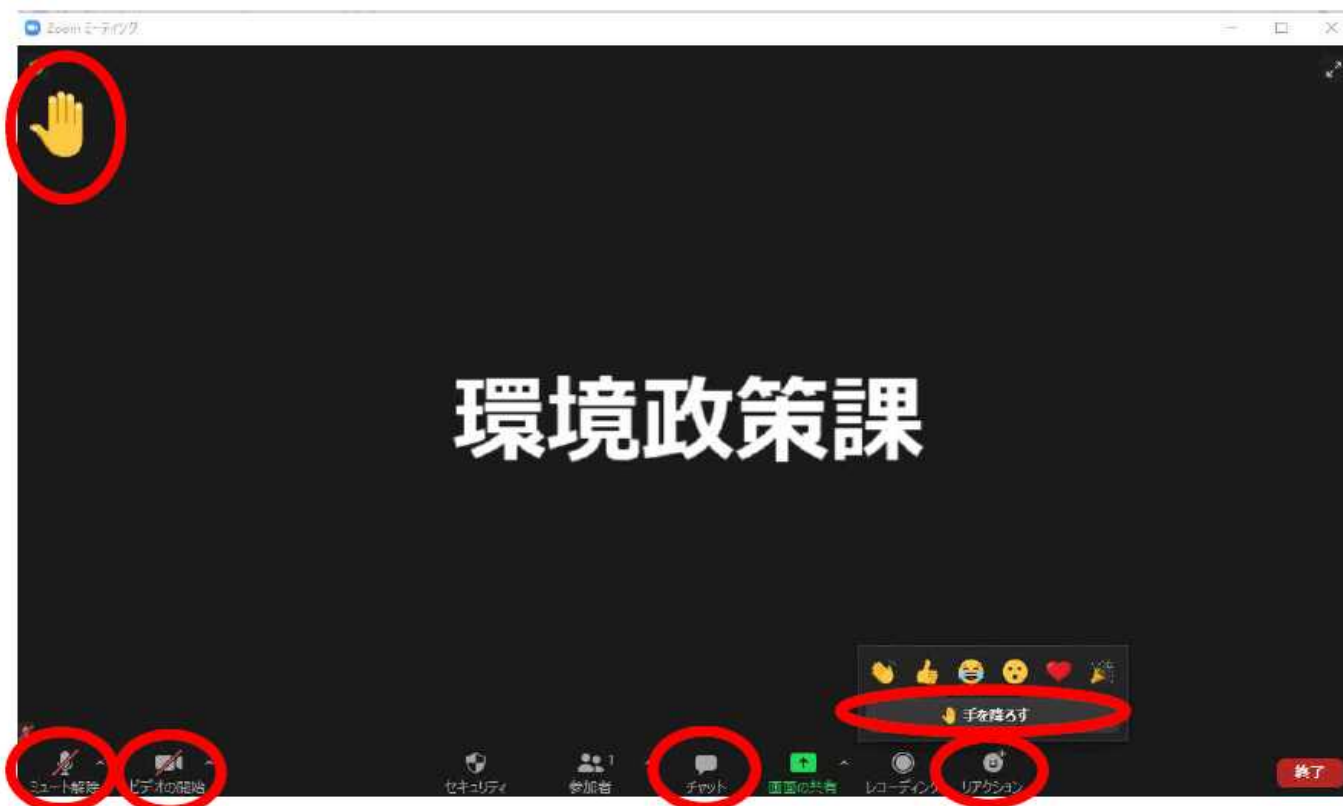 Zoom ミーティング
環境政策課
手を降ろす
ミュート解除
ビデオの開始
セキュリティ
参加者
1
チャット
画面の共有
レコーディング
リアクション
終了